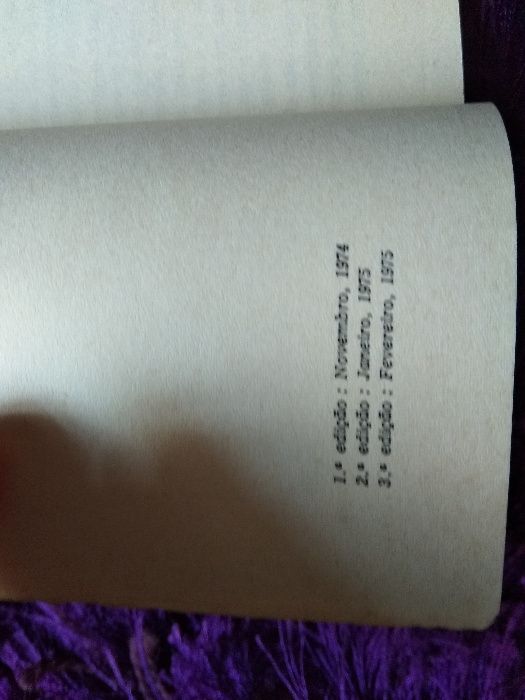 1.ª edição : Novembro, 1974
2.ª edição : Janeiro, 1975
3.ª edição : Fevereiro, 1975